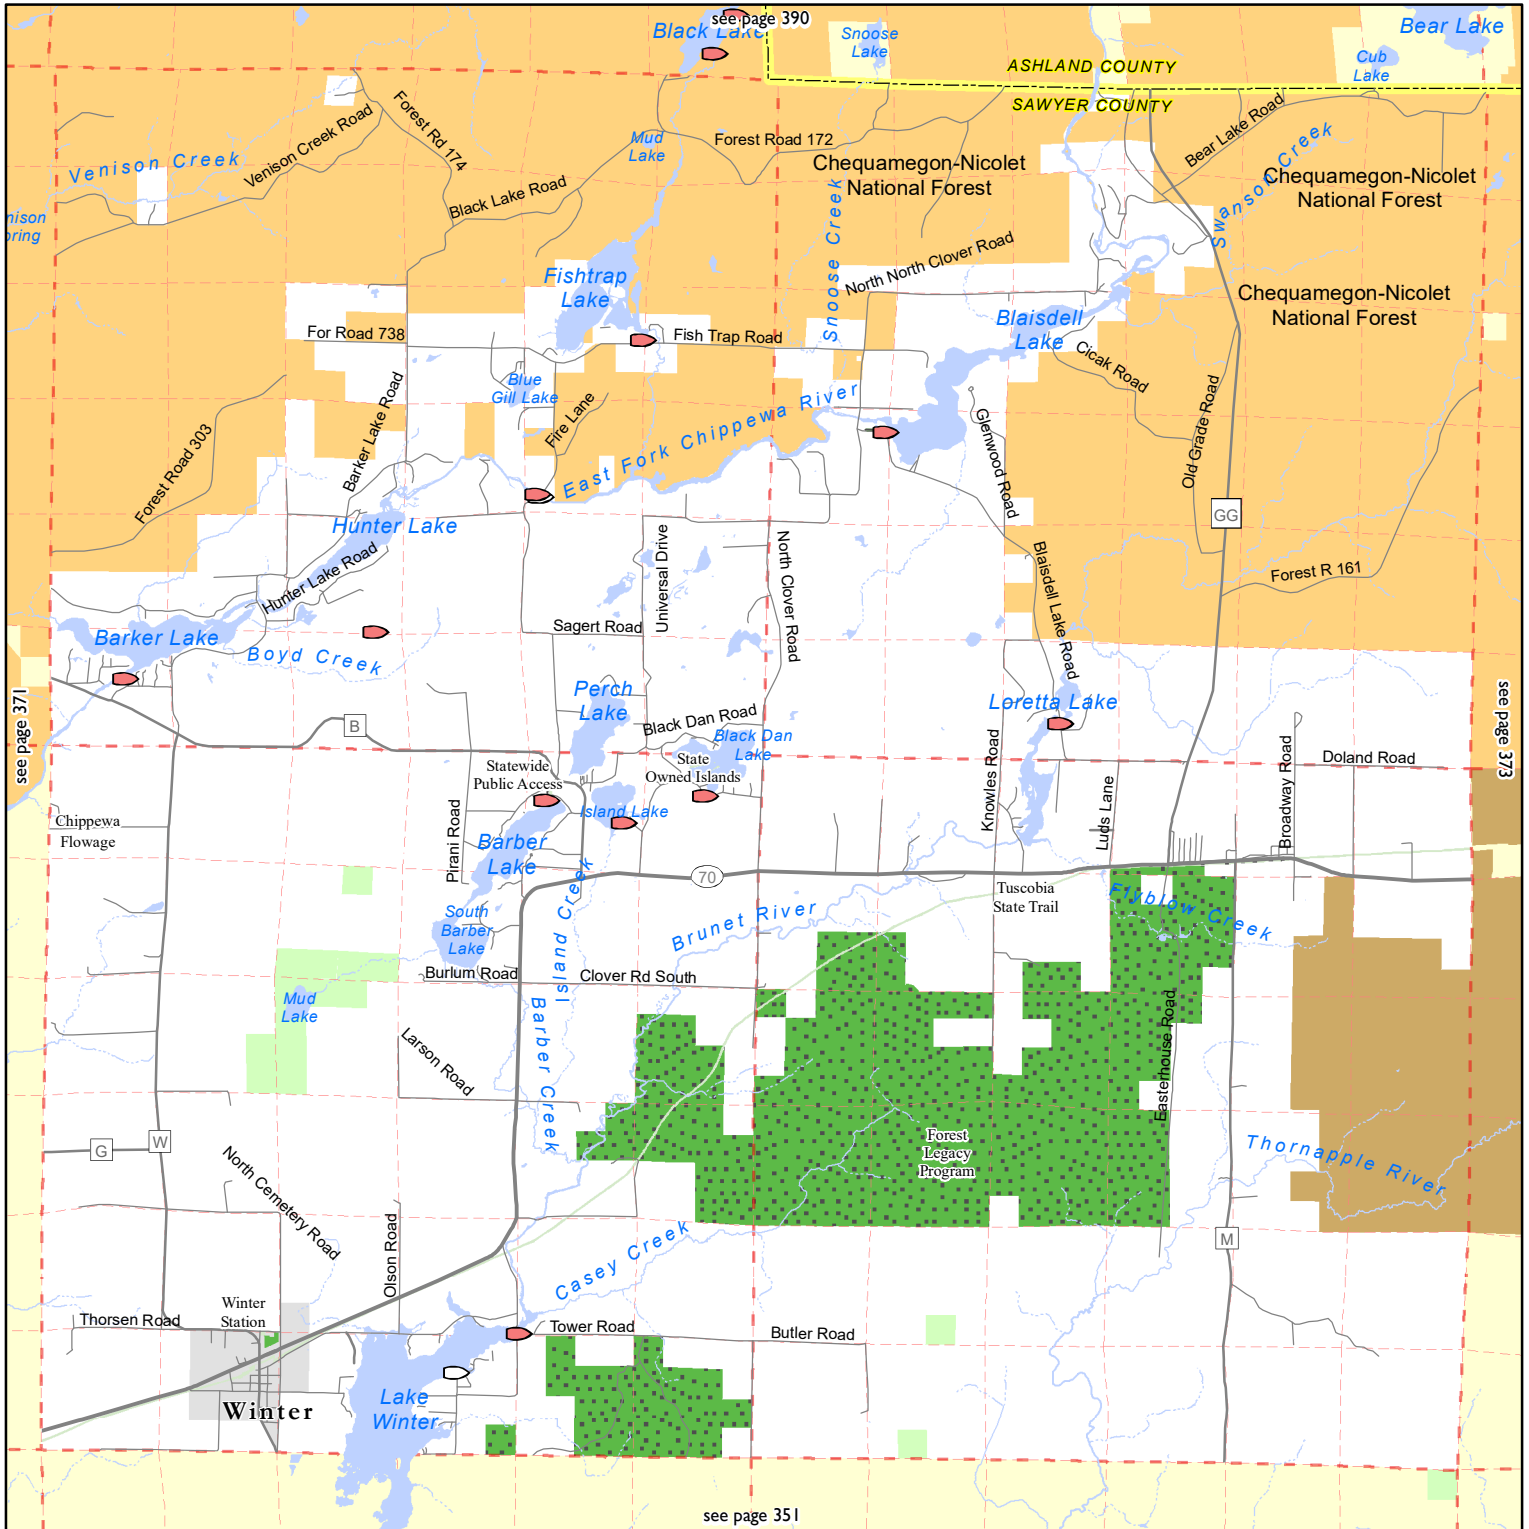 see page 390
Black Lake
Snoose
Lake
Bear Lake
Cub
Lake
ASHLAND COUNTY
SAWYER COUNTY
Forest Rd 174
Venison Creek Road
Venison Creek
Mud
Lake
Forest Road 172
Bear Lake Road
Swanson Creek
Chequamegon-Nicolet
National Forest
Chequamegon-Nicolet
National Forest
Black Lake Road
Snoose Creek
North North Clover Road
Fishtrap
Lake
Chequamegon-Nicolet
National Forest
Blaisdell
Lake
For Road 738
Fish Trap Road
Cicak Road
Blue
Gill Lake
Fire Lane
East Fork Chippewa River
Barker Lake Road
Forest Road 303
Glenwood Road
Old Grade Road
GG
Hunter Lake
Hunter Lake Road
Universal Drive
North Clover Road
Blaisdell Lake Road
Forest R 161
Sagert Road
Barker Lake
Boyd Creek
Perch
Lake
Loretta Lake
see page 371
see page 373
B
Black Dan Road
Black Dan
Lake
State
Owned Islands
Statewide
Public Access
Knowles Road
Luds Lane
Broadway Road
Doland Road
Chippewa
Flowage
Pirani Road
Island Lake
Barber
Lake
70
Island Creek
Tuscobia
State Trail
Flyblow Creek
South
Barber
Lake
Brunet River
Burlum Road
Clover Rd South
Mud
Lake
Barber Creek
Larson Road
Easterhouse Road
G
W
North Cemetery Road
Forest
Legacy
Program
Thornapple River
Olson Road
Casey Creek
M
Winter
Station
Thorsen Road
Tower Road
Butler Road
Winter
Lake
Winter
see page 351